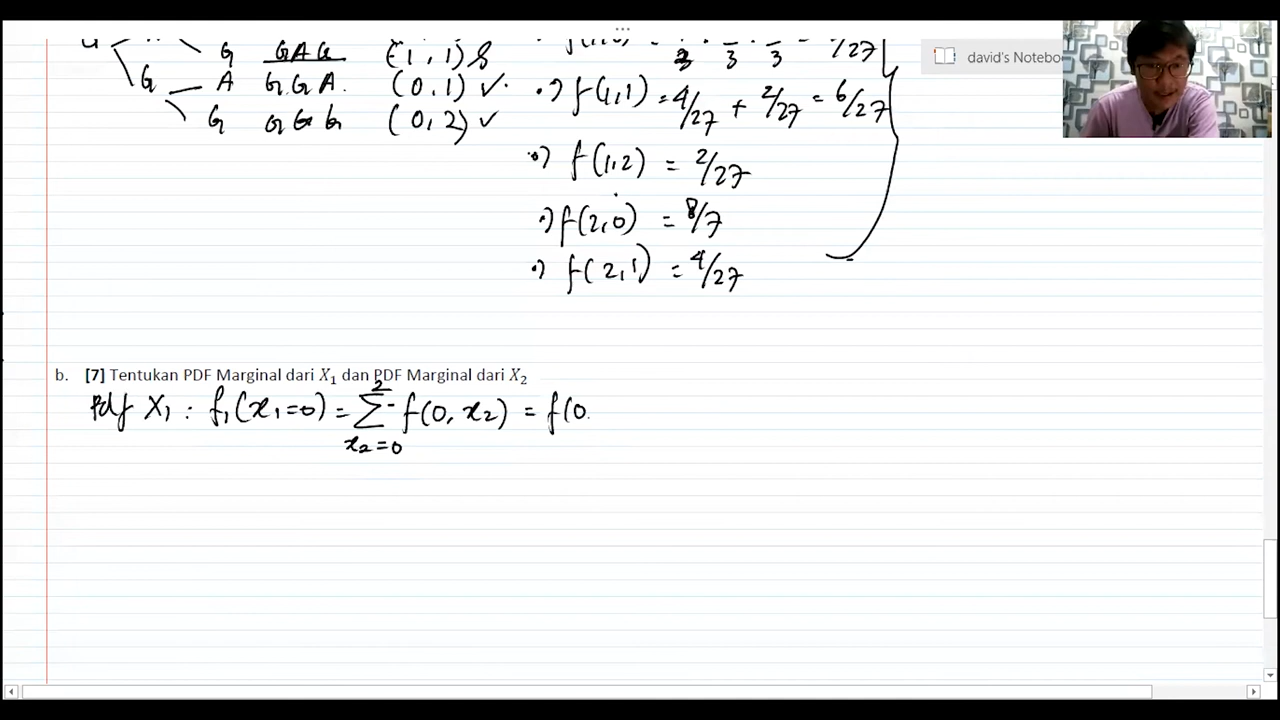 G GAG (1,1)
david's Notebo
G A GGA. (0,1) ✓. •) f(1,1) = 4/27 + 2/27 = 6/27
G GGG (0,2) ✓
•) f(1,2) = 2/27
•) f(2,0) = 8/7
•) f(2,1) = 4/27
b. [7] Tentukan PDF Marginal dari X₁ dan PDF Marginal dari X₂
Pdf X₁ : f₁(x₁=0) = ∑ f(0, x₂) = f(0
2
x₂=0